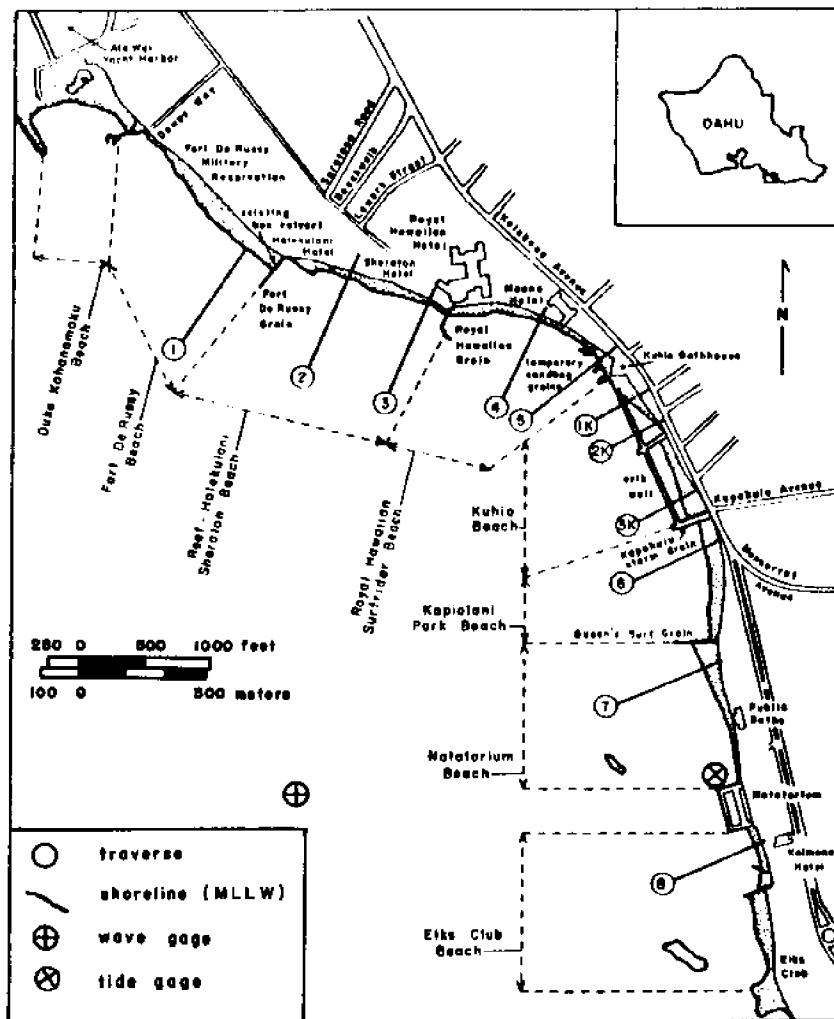 Ala Wai
Yacht Harbor
Dewey Way
Fort De Russy
Military
Reservation
Saratoga Road
Beachwalk
Lewers Street
Kalakaua Avenue
OAHU
N
existing
box culvert
Halekulani
Hotel
Sheraton
Hotel
Royal
Hawaiian
Hotel
Moana
Hotel
Fort
De Russy
Groin
Royal
Hawaiian
Groin
temporary
sandbag
groins
Kuhio Bathhouse
1
2
3
4
5
1K
2K
3K
crib
wall
Kapahulu Avenue
Kapahulu
storm drain
Monsarrat
Avenue
6
Duke Kahanamoku
Beach
Fort De Russy
Beach
Reef-Halekulani
Sheraton Beach
Royal Hawaiian
Surfrider Beach
Kuhio
Beach
Kapiolani
Park Beach
Queen's Surf Groin
280 0 500 1000 feet
100 0 300 meters
7
Public
Baths
Natatorium
Beach
Natatorium
Kaimana
Hotel
8
Elks Club
Beach
Elks
Club
traverse
shoreline (MLLW)
wave gage
tide gage